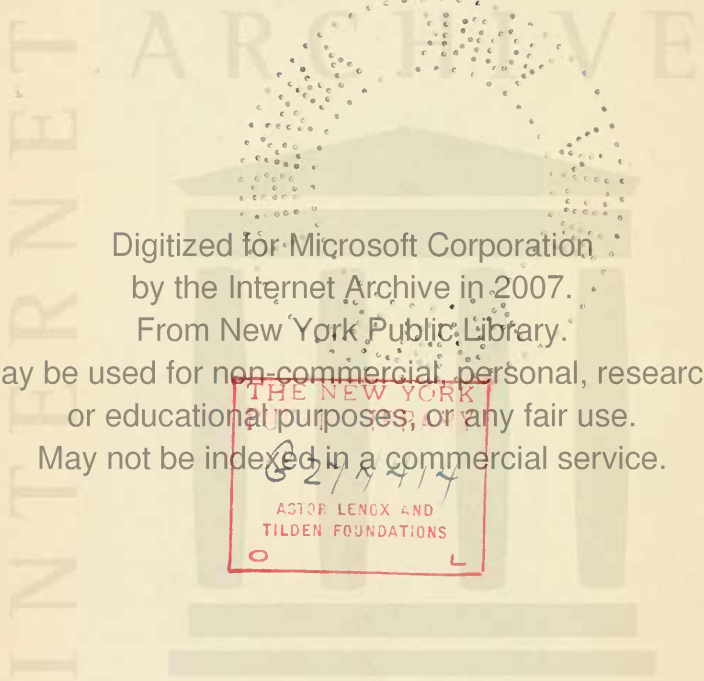 INTERNET ARCHIVE
Digitized for Microsoft Corporation
by the Internet Archive in 2007.
From New York Public Library.
ay be used for non-commercial, personal, researc
or educational purposes, or any fair use.
May not be indexed in a commercial service.
THE NEW YORK
ASTOR LENOX AND
TILDEN FOUNDATIONS
O L